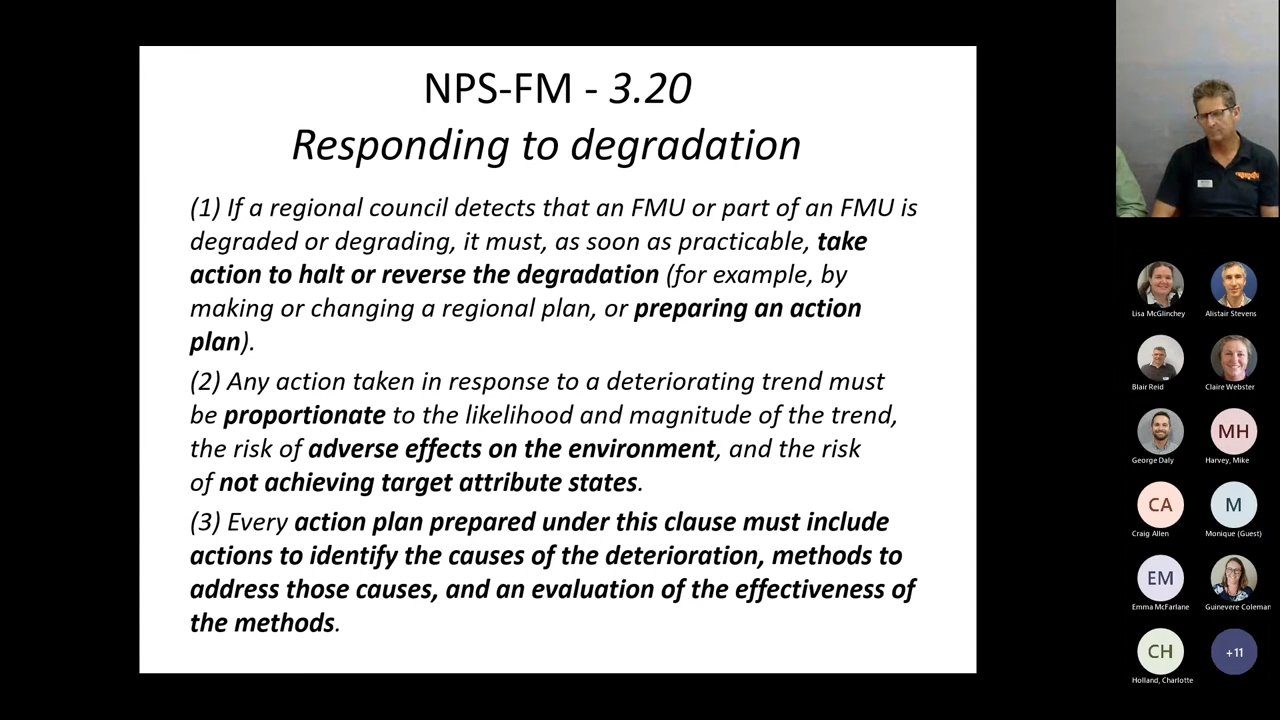 NPS-FM - 3.20
Responding to degradation
(1) If a regional council detects that an FMU or part of an FMU is
degraded or degrading, it must, as soon as practicable, take
action to halt or reverse the degradation (for example, by
making or changing a regional plan, or preparing an action
plan).
(2) Any action taken in response to a deteriorating trend must
be proportionate to the likelihood and magnitude of the trend,
the risk of adverse effects on the environment, and the risk
of not achieving target attribute states.
(3) Every action plan prepared under this clause must include
actions to identify the causes of the deterioration, methods to
address those causes, and an evaluation of the effectiveness of
the methods.
Lisa McGlinchey
Alistair Stevens
Blair Reid
Claire Webster
George Daly
MH
Harvey, Mike
CA
Craig Allen
M
Monique (Guest)
EM
Emma McFarlane
Guinevere Coleman
CH
Holland, Charlotte
+11